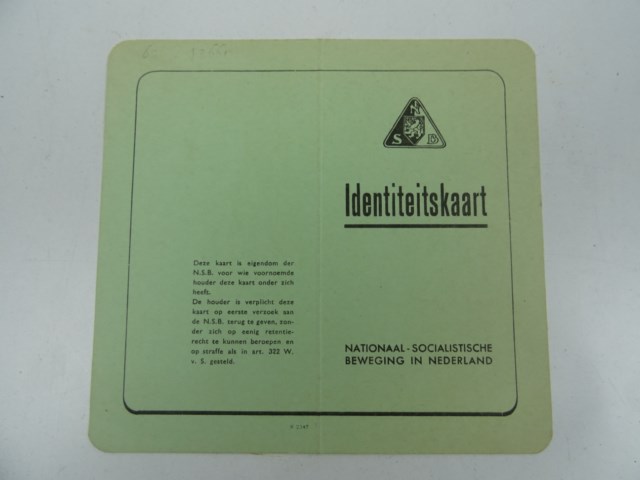 N
S B
Identiteitskaart
NATIONAAL-SOCIALISTISCHE
BEWEGING IN NEDERLAND
Deze kaart is eigendom der
N.S.B. voor wie voornoemde
houder deze kaart onder zich
heeft.
De houder is verplicht deze
kaart op eerste verzoek aan
de N.S.B. terug te geven, zon-
der zich op eenig retentie-
recht te kunnen beroepen en
op straffe als in art. 322 W.
v. S. gesteld.